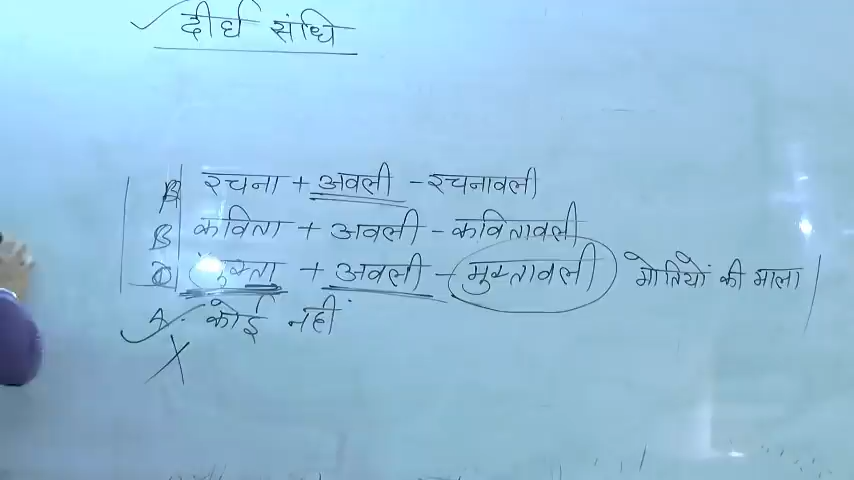 दीर्घ संधि
रचना + अवली - रचनावली
B कविता + अवली - कवितावली
मुक्ता + अवली - मुक्तावली मोतियों की माला
A. कोई नहीं